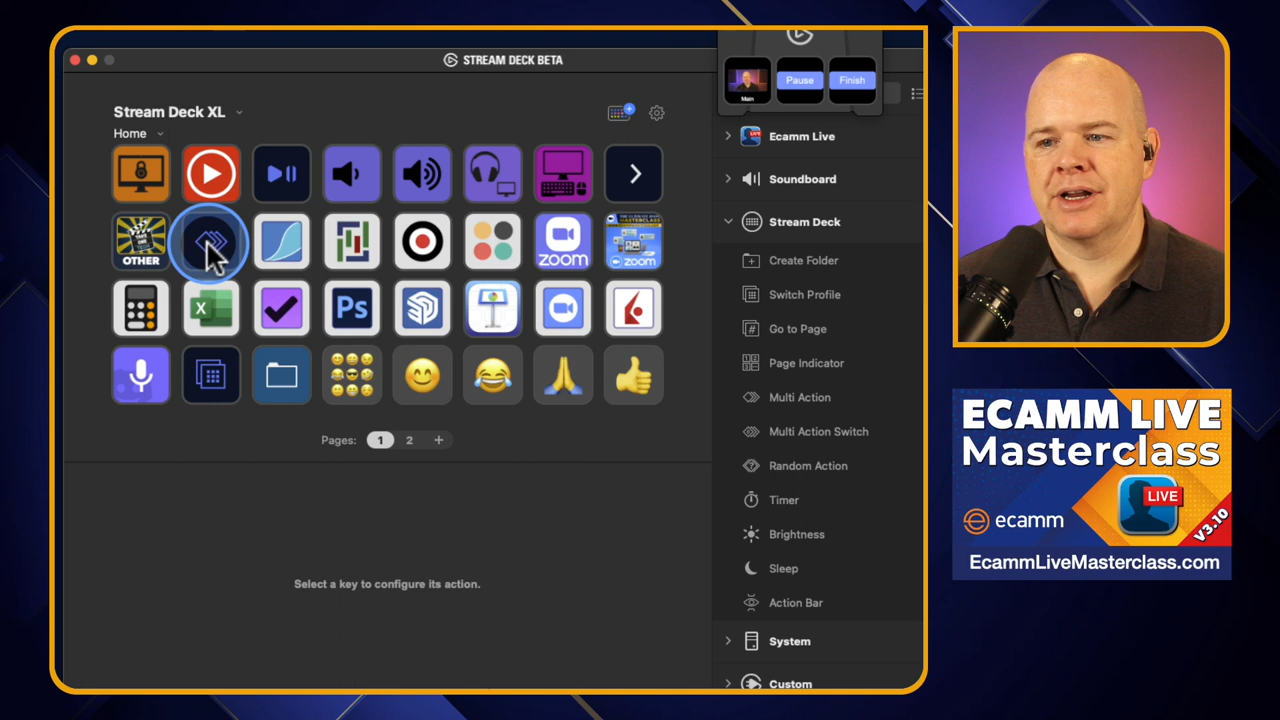 STREAM DECK BETA
Stream Deck XL
Home
OTHER
zoom
zoom
Ps
Pages: 1 2 +
Select a key to configure its action.
Main
Pause
Finish
Ecamm Live
Soundboard
Stream Deck
Create Folder
Switch Profile
Go to Page
Page Indicator
Multi Action
Multi Action Switch
Random Action
Timer
Brightness
Sleep
Action Bar
System
Custom
ECAMM LIVE
Masterclass
LIVE
ecamm
v3.10
EcammLiveMasterclass.com